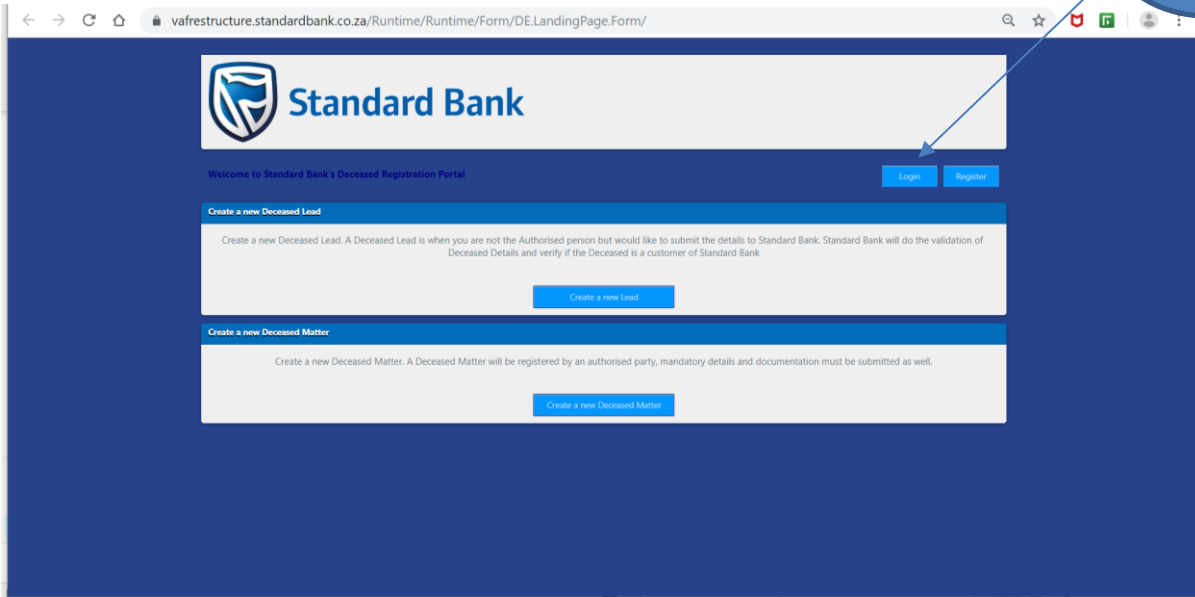 vafrestructure.standardbank.co.za/Runtime/Runtime/Form/DE.LandingPage.Form/
Standard Bank
Welcome to Standard Bank's Deceased Registration Portal
Login
Register
Create a new Deceased Lead
Create a new Deceased Lead. A Deceased Lead is when you are not the Authorised person but would like to submit the details to Standard Bank. Standard Bank will do the validation of
Deceased Details and verify if the Deceased is a customer of Standard Bank
Create a new Lead
Create a new Deceased Matter
Create a new Deceased Matter. A Deceased Matter will be registered by an authorised party, mandatory details and documentation must be submitted as well.
Create a new Deceased Matter